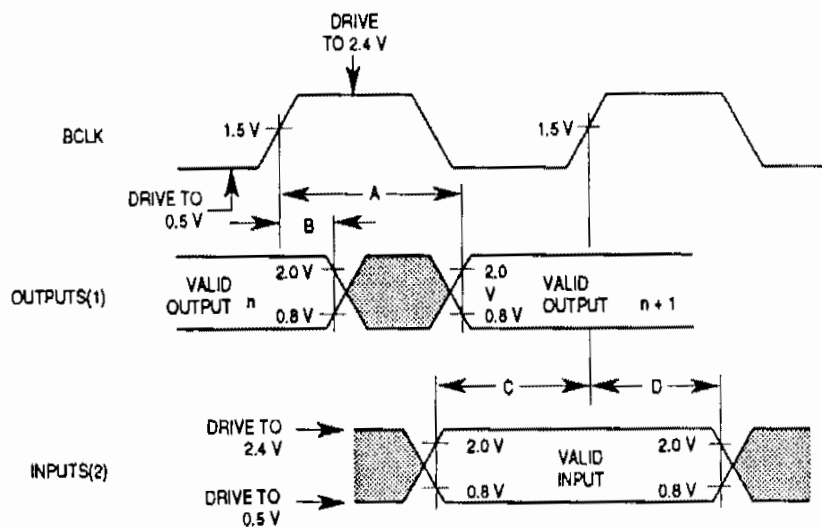 DRIVE
TO 2.4 V
BCLK
1.5 V
1.5 V
DRIVE TO
0.5 V
A
B
OUTPUTS(1)
VALID
OUTPUT n
2.0 V
0.8 V
2.0
V
0.8 V
VALID
OUTPUT n + 1
C
D
INPUTS(2)
DRIVE TO
2.4 V
DRIVE TO
0.5 V
2.0 V
0.8 V
VALID
INPUT
2.0 V
0.8 V